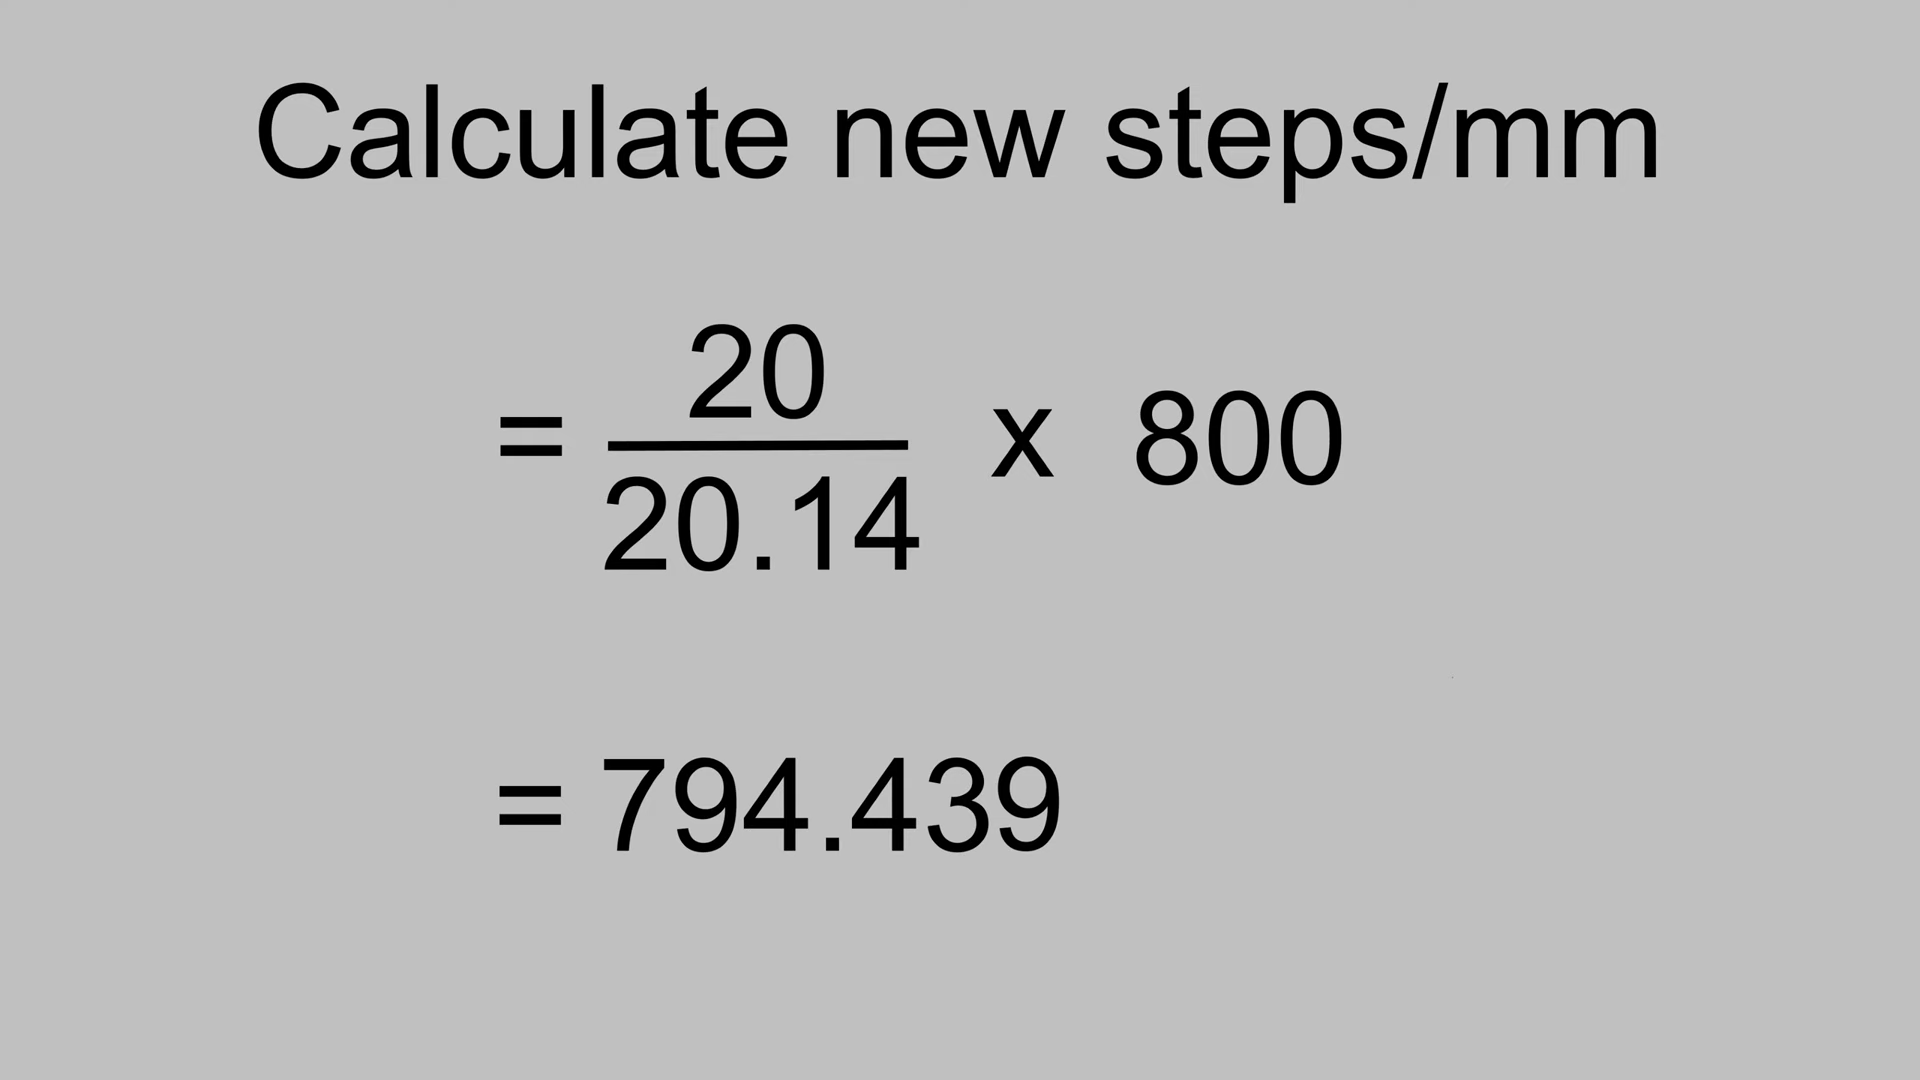 Calculate new steps/mm
= 20
20.14
x 800
= 794.439